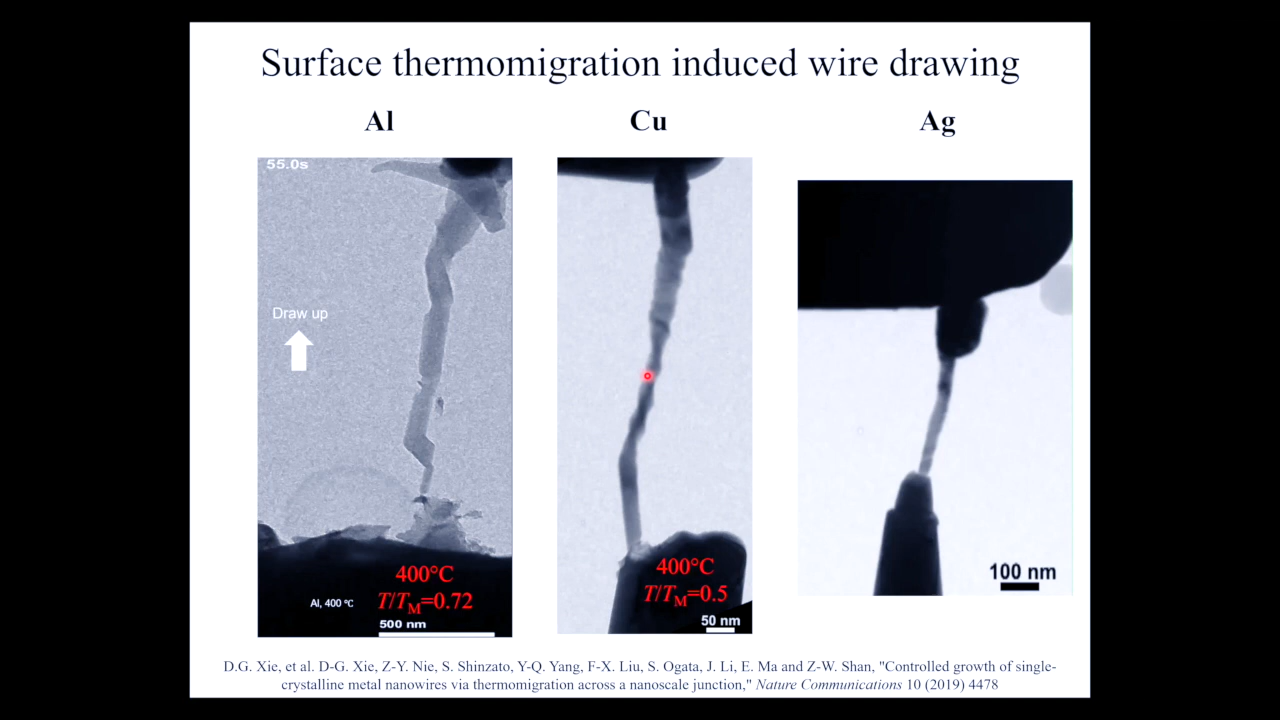 Surface thermomigration induced wire drawing
Al
Cu
Ag
55.0s
Draw up
400°C
T/TM=0.72
Al, 400 ℃
500 nm
400°C
T/TM=0.5
50 nm
100 nm
D.G. Xie, et al. D-G. Xie, Z-Y. Nie, S. Shinzato, Y-Q. Yang, F-X. Liu, S. Ogata, J. Li, E. Ma and Z-W. Shan, "Controlled growth of single-
crystalline metal nanowires via thermomigration across a nanoscale junction," Nature Communications 10 (2019) 4478